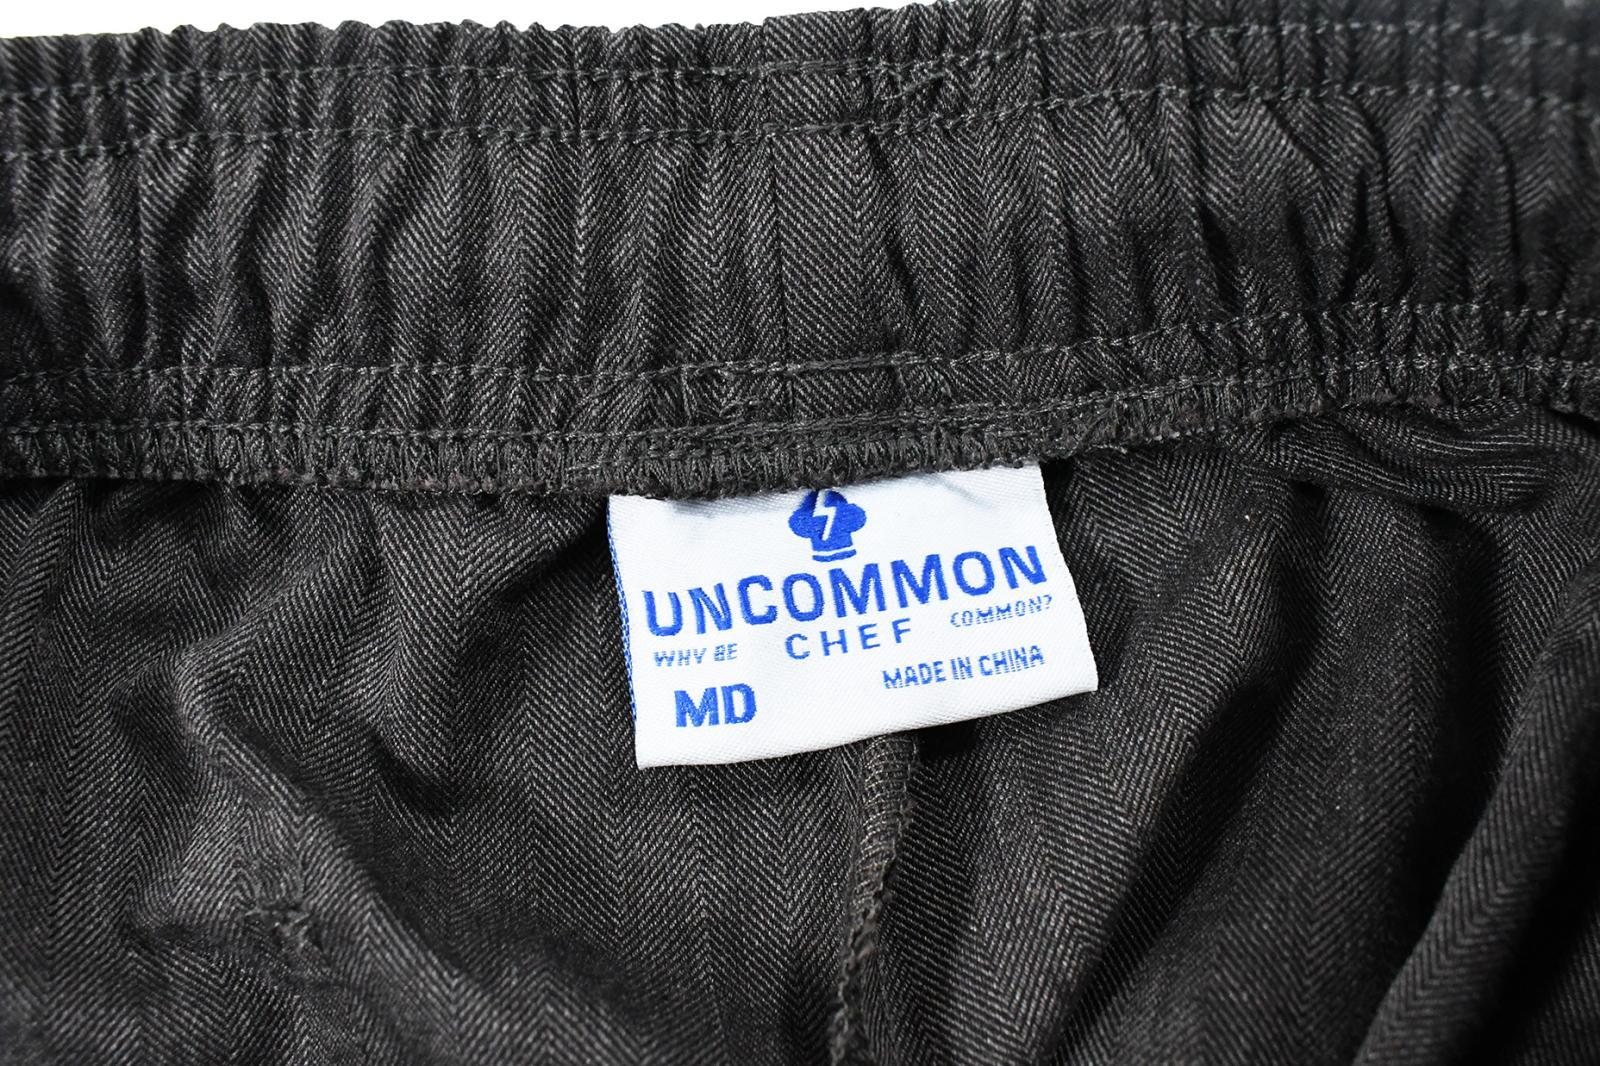 UNCOMMON
WHY BE CHEF COMMON?
MD MADE IN CHINA